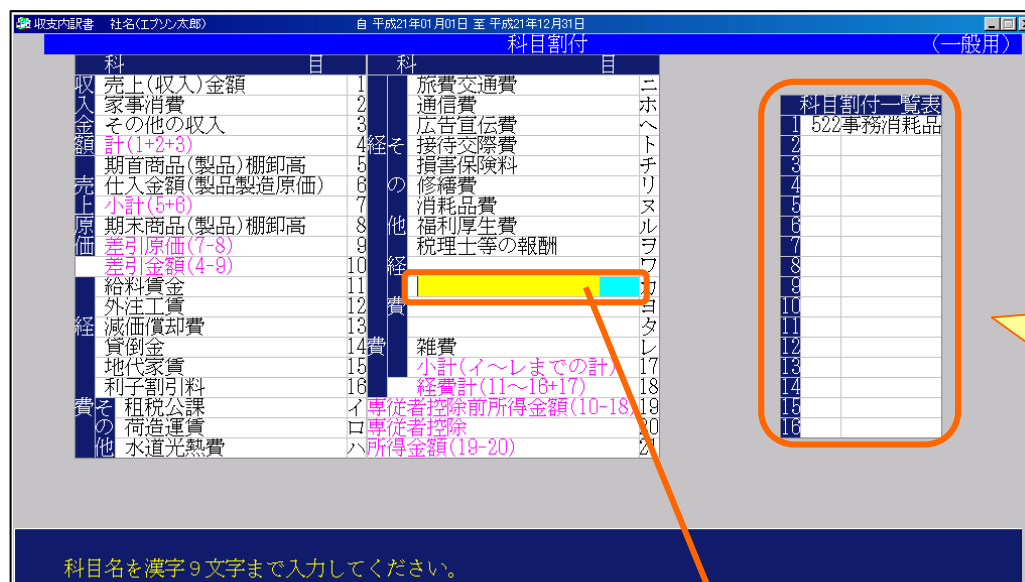 収支内訳書 社名(エプソン太郎) 自 平成21年01月01日 至 平成21年12月31日
科目割付 (一般用)
科 目
収入金額
売上(収入)金額 1
家事消費 2
その他の収入 3
計(1+2+3) 4
売上原価
期首商品(製品)棚卸高 5
仕入金額(製品製造原価) 6
小計(5+6) 7
期末商品(製品)棚卸高 8
差引原価(7-8) 9
差引金額(4-9) 10
経費
給料賃金 11
外注工賃 12
減価償却費 13
貸倒金 14
地代家賃 15
利子割引料 16
その他
租税公課 イ
荷造運賃 ロ
水道光熱費 ハ
科 目
経費
その他経費
旅費交通費 ニ
通信費 ホ
広告宣伝費 ヘ
接待交際費 ト
損害保険料 チ
修繕費 リ
消耗品費 ヌ
福利厚生費 ル
税理士等の報酬 ヲ
ワ
カ
ヨ
タ
雑費 レ
小計(イ～レまでの計) 17
経費計(11～16+17) 18
専従者控除前所得金額(10-18) 19
専従者控除 20
所得金額(19-20) 21
科目割付一覧表
1 522事務消耗品
2
3
4
5
6
7
8
9
10
11
12
13
14
15
16
科目名を漢字9文字まで入力してください。